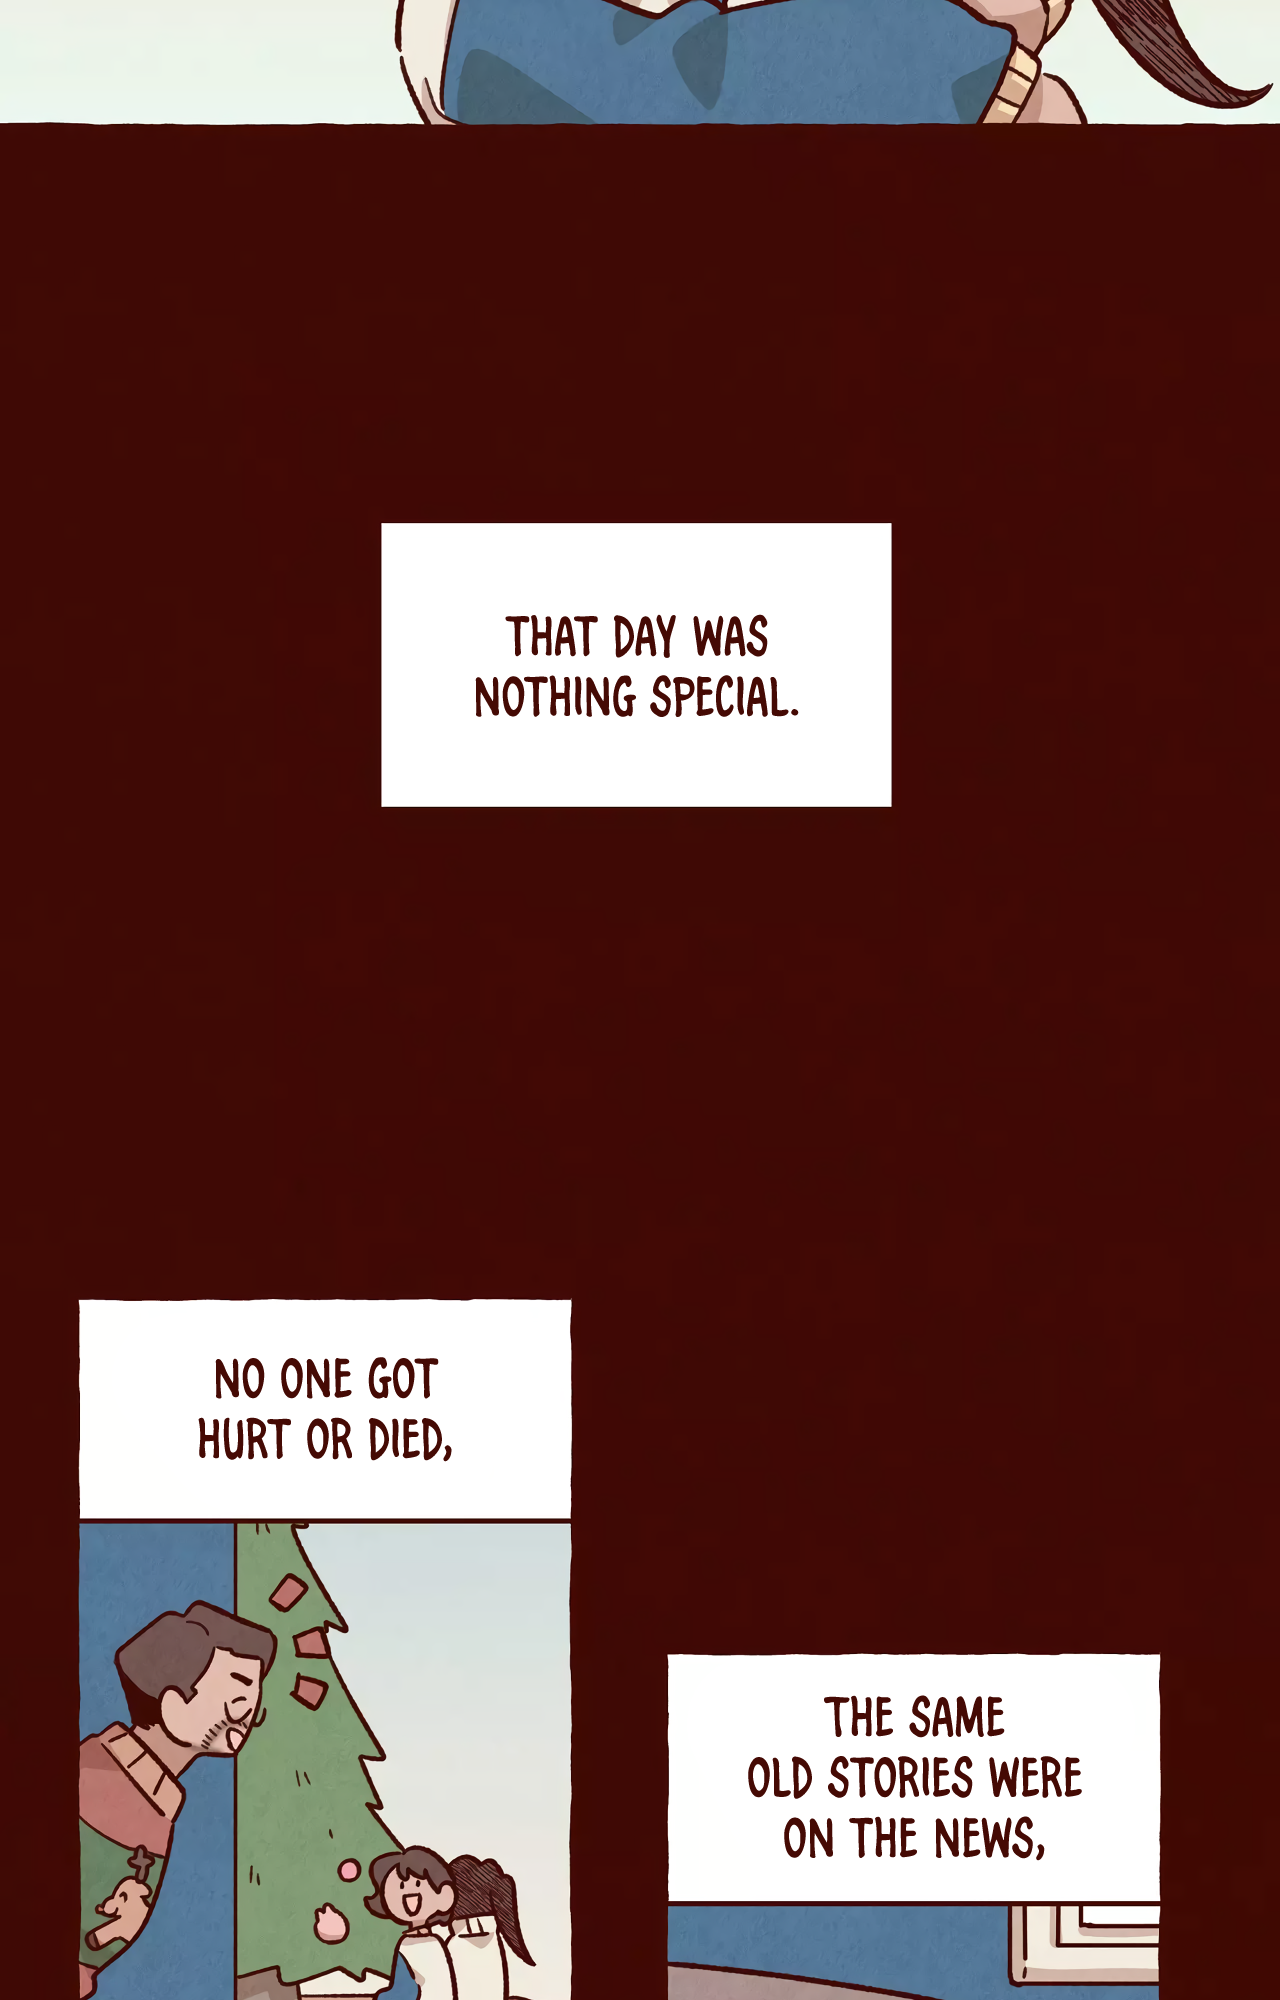 THAT DAY WAS
NOTHING SPECIAL.
NO ONE GOT
HURT OR DIED,
THE SAME
OLD STORIES WERE
ON THE NEWS,